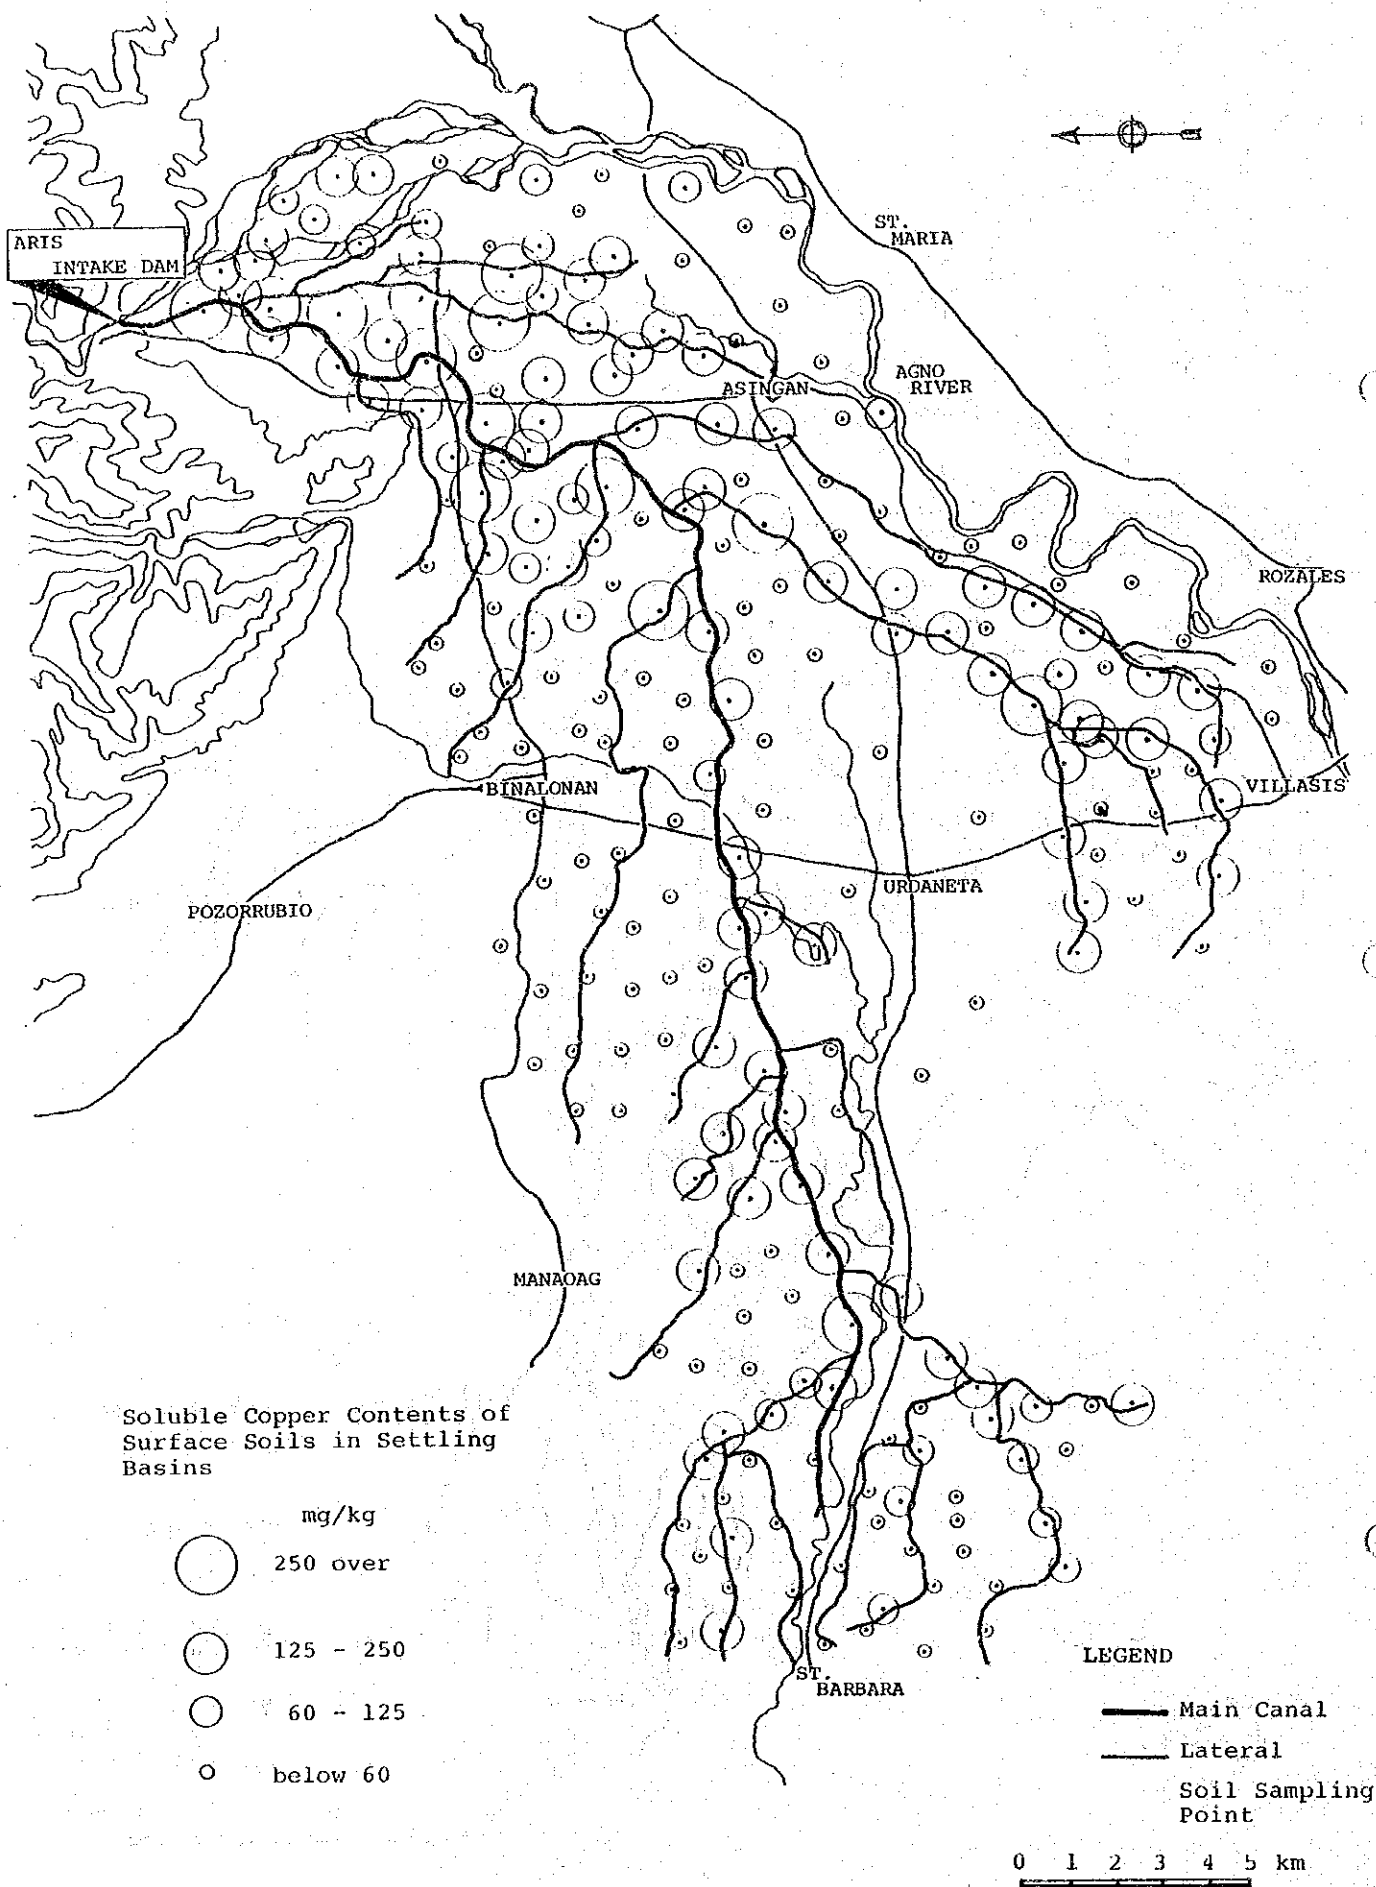 ST.
MARIA
ARIS
INTAKE DAM
AGNO
RIVER
ASINGAN
ROZALES
BINALONAN
VILLASIS
URDANETA
POZORRUBIO
MANAOAG
Soluble Copper Contents of
Surface Soils in Settling
Basins
mg/kg
250 over
125 - 250
60 - 125
below 60
ST.
BARBARA
LEGEND
Main Canal
Lateral
Soil Sampling
Point
0 1 2 3 4 5 km